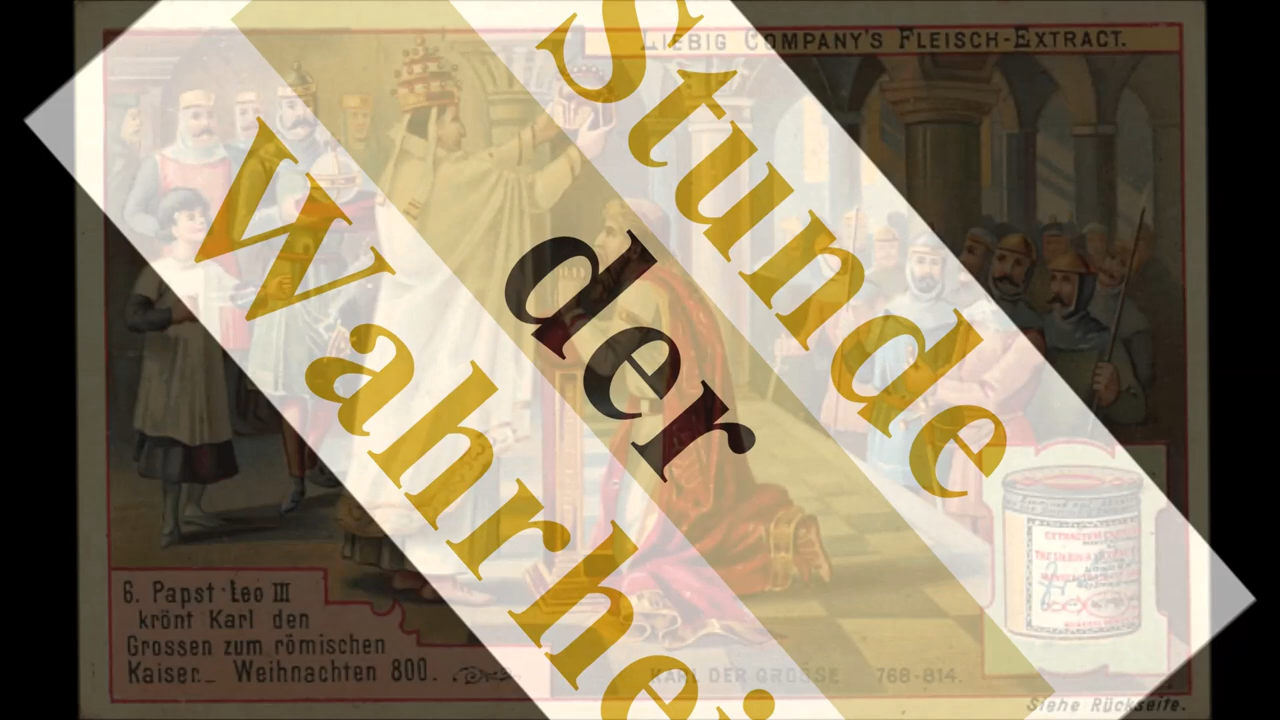 LIEBIG COMPANY'S FLEISCH-EXTRACT.
Stunde
der
Wahrhei
6. Papst Leo III
krönt Karl den
Grossen zum römischen
Kaiser._ Weihnachten 800.
KARL DER GROSSE 768-814.
Siehe Rückseite.